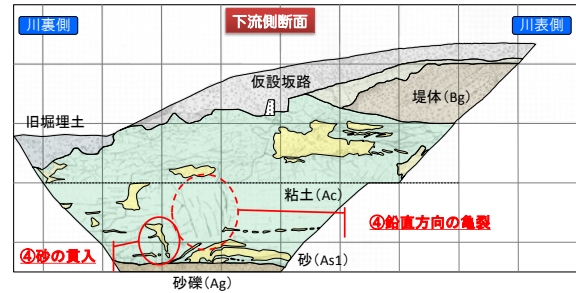 川裏側
下流側断面
川表側
仮設坂路
堤体(Bg)
旧堀埋土
粘土(Ac)
④鉛直方向の亀裂
④砂の貫入
砂(As1)
砂礫(Ag)